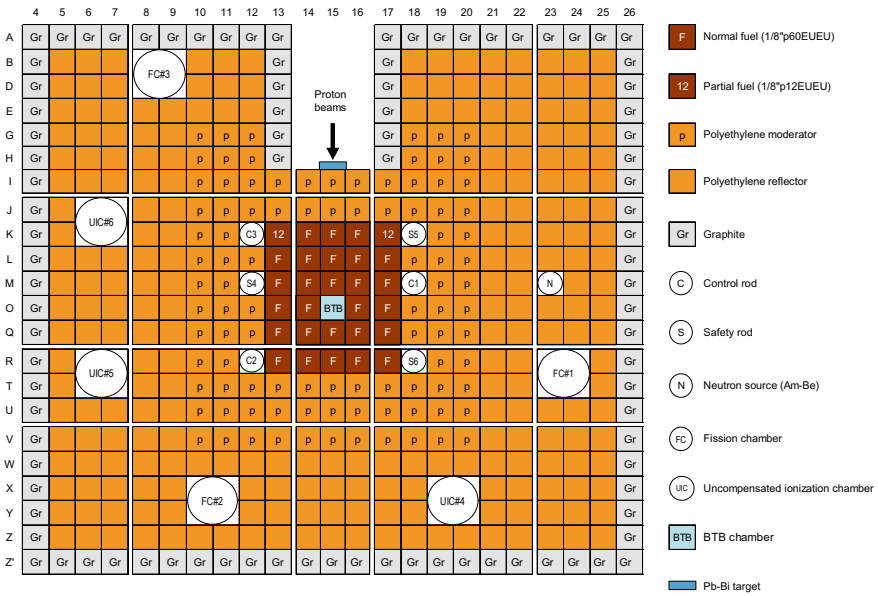 4 5 6 7 8 9 10 11 12 13 14 15 16 17 18 19 20 21 22 23 24 25 26
A Gr Gr Gr Gr Gr Gr Gr Gr Gr Gr Gr Gr Gr Gr Gr Gr Gr Gr Gr Gr
B Gr Gr Gr Gr
FC#3
D Gr Gr Gr Gr
Proton
beams
E Gr Gr Gr Gr
G Gr p p p Gr Gr p p p Gr
H Gr p p p Gr Gr p p p Gr
I Gr p p p p p p p p p p p Gr
J Gr p p p p p p p p p p p Gr
UIC#6
K Gr p p C3 12 F F F 12 S5 p p Gr
L Gr p p p F F F F F p p p Gr
M Gr p p S4 F F F F F C1 p p N Gr
O Gr p p p F F BTB F F p p p Gr
Q Gr p p p F F F F F p p p Gr
R Gr p p C2 F F F F F S6 p p Gr
UIC#5 FC#1
T Gr p p p p p p p p p p p Gr
U Gr p p p p p p p p p p p Gr
V Gr p p p p p p p p p p p Gr
W Gr Gr
X Gr Gr
FC#2 UIC#4
Y Gr Gr
Z Gr Gr
Z' Gr Gr Gr Gr Gr Gr Gr Gr Gr Gr Gr Gr Gr Gr Gr Gr Gr Gr Gr Gr Gr Gr Gr
F Normal fuel (1/8"p60EUEU)
12 Partial fuel (1/8"p12EUEU)
p Polyethylene moderator
Polyethylene reflector
Gr Graphite
C Control rod
S Safety rod
N Neutron source (Am-Be)
FC Fission chamber
UIC Uncompensated ionization chamber
BTB BTB chamber
Pb-Bi target